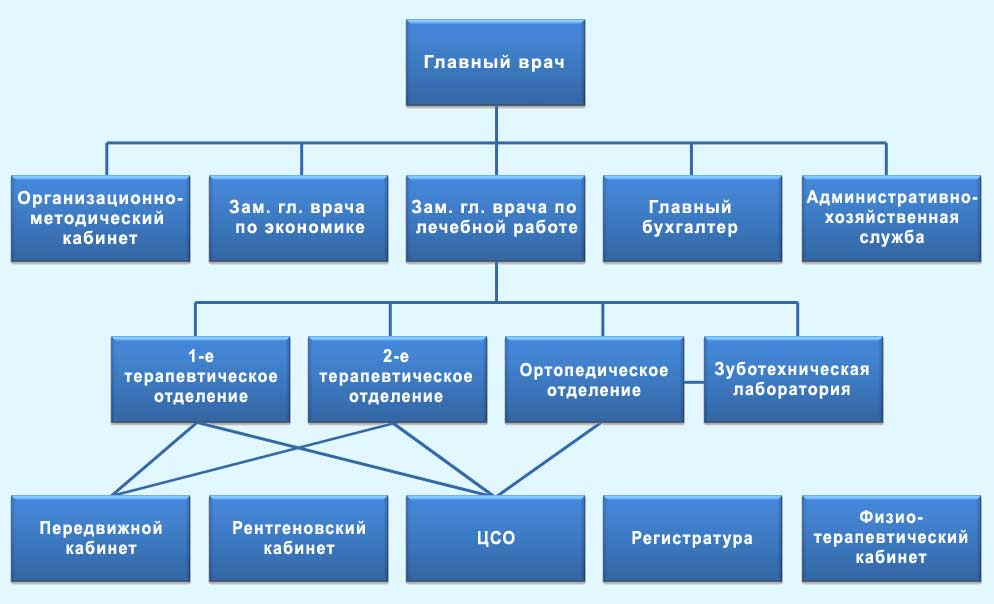 Главный врач
Организационно-
методический
кабинет
Зам. гл. врача
по экономике
Зам. гл. врача по
лечебной работе
Главный
бухгалтер
Административно-
хозяйственная
служба
1-е
терапевтическое
отделение
2-е
терапевтическое
отделение
Ортопедическое
отделение
Зуботехническая
лаборатория
Передвижной
кабинет
Рентгеновский
кабинет
ЦСО
Регистратура
Физио-
терапевтический
кабинет